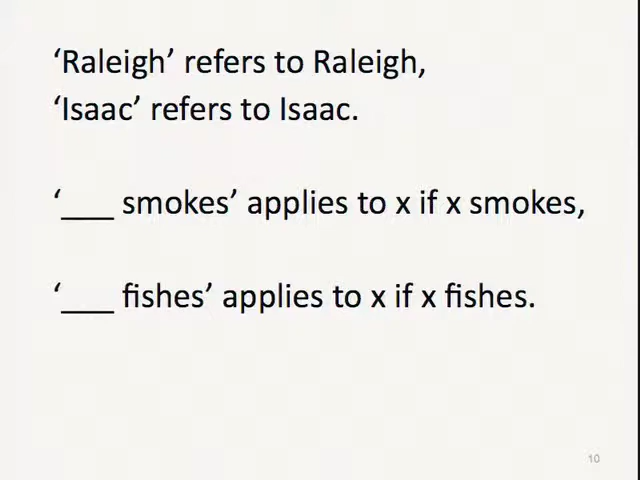 ‘Raleigh’ refers to Raleigh,
‘Isaac’ refers to Isaac.
‘___ smokes’ applies to x if x smokes,
‘___ fishes’ applies to x if x fishes.
10